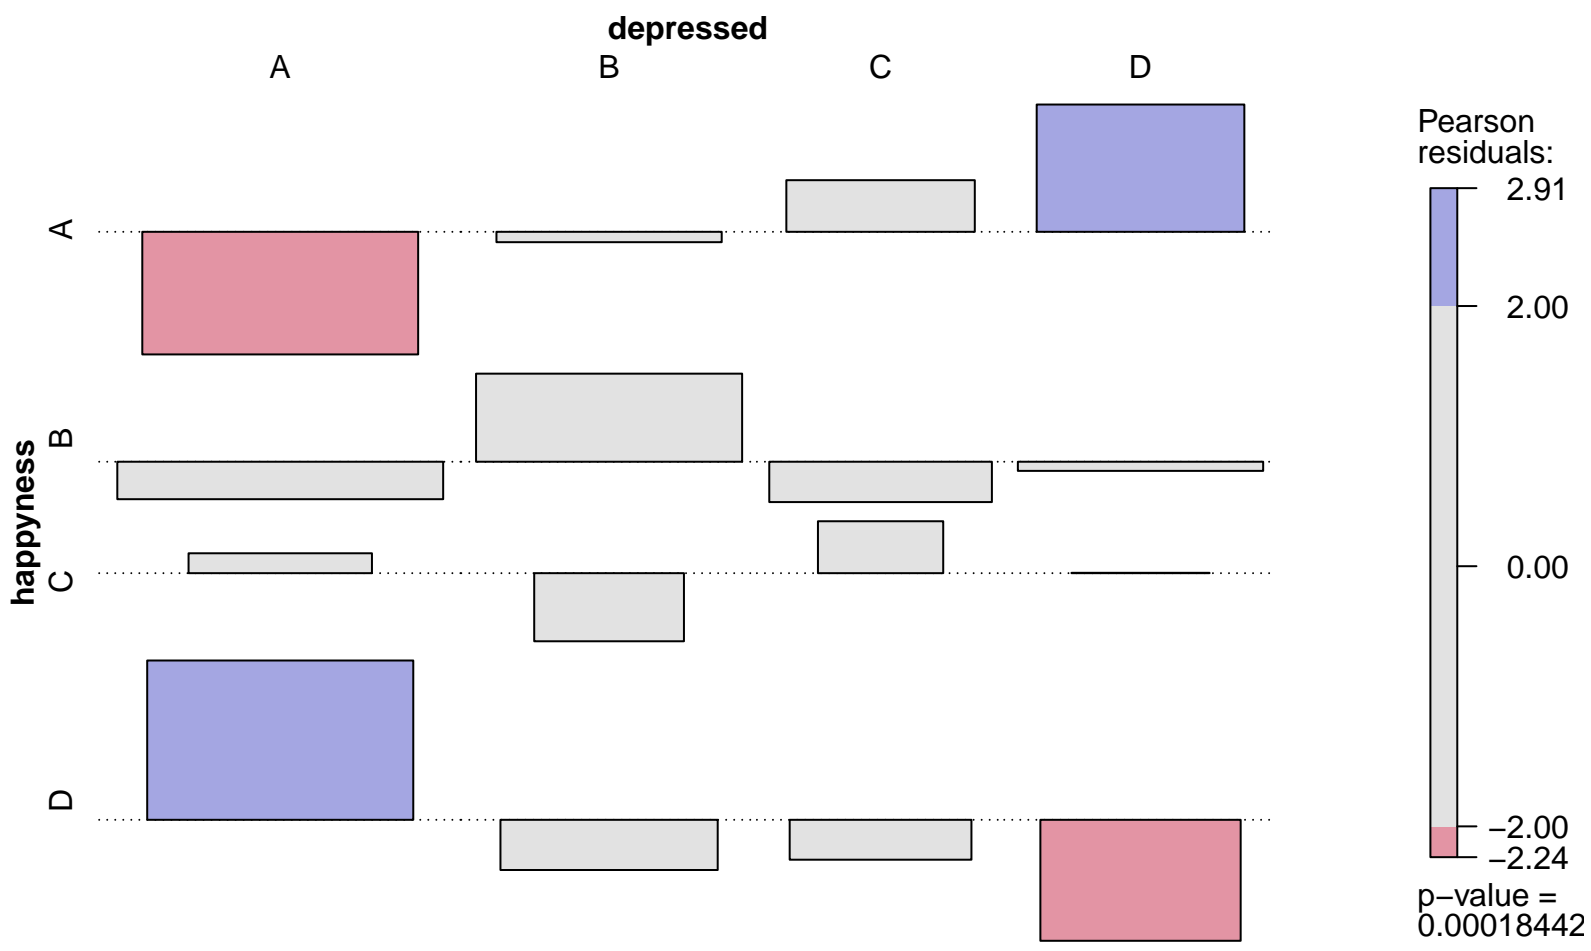 depressed
A B C D
happyness
A
B
C
D
Pearson
residuals:
2.91
2.00
0.00
−2.00
−2.24
p−value =
0.00018442